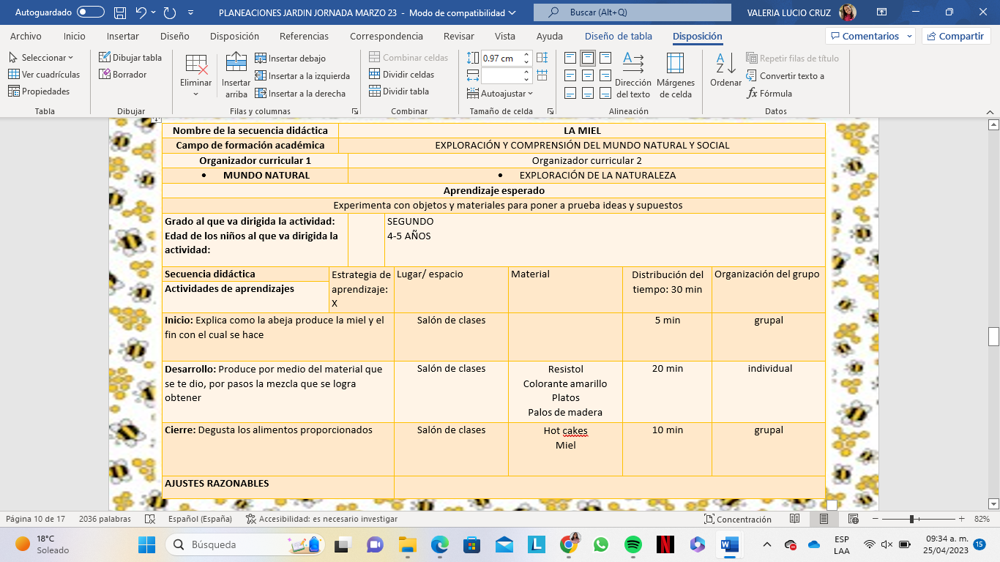 Autoguardado PLANEACIONES JARDIN JORNADA MARZO 23 - Modo de compatibilidad Buscar (Alt+Q) VALERIA LUCIO CRUZ
Archivo Inicio Insertar Diseño Disposición Referencias Correspondencia Revisar Vista Ayuda Diseño de tabla Disposición Comentarios Compartir
Seleccionar
Ver cuadrículas
Propiedades
Tabla
Dibujar tabla
Borrador
Dibujar
Eliminar
Insertar arriba
Insertar debajo
Insertar a la izquierda
Insertar a la derecha
Filas y columnas
Combinar celdas
Dividir celdas
Dividir tabla
Combinar
0.97 cm
Autoajustar
Tamaño de celda
Dirección del texto
Márgenes de celda
Alineación
Ordenar
Repetir filas de título
Convertir texto a
Fórmula
Datos
Nombre de la secuencia didáctica LA MIEL
Campo de formación académica EXPLORACIÓN Y COMPRENSIÓN DEL MUNDO NATURAL Y SOCIAL
Organizador curricular 1 Organizador curricular 2
• MUNDO NATURAL • EXPLORACIÓN DE LA NATURALEZA
Aprendizaje esperado
Experimenta con objetos y materiales para poner a prueba ideas y supuestos
Grado al que va dirigida la actividad: SEGUNDO
Edad de los niños al que va dirigida la 4-5 AÑOS
actividad:
Secuencia didáctica
Actividades de aprendizajes
Estrategia de
aprendizaje:
X
Lugar/ espacio
Material
Distribución del
tiempo: 30 min
Organización del grupo
Inicio: Explica como la abeja produce la miel y el
fin con el cual se hace
Salón de clases
5 min
grupal
Desarrollo: Produce por medio del material que
se te dio, por pasos la mezcla que se logra
obtener
Salón de clases
Resistol
Colorante amarillo
Platos
Palos de madera
20 min
individual
Cierre: Degusta los alimentos proporcionados
Salón de clases
Hot cakes
Miel
10 min
grupal
AJUSTES RAZONABLES
Página 10 de 17 2036 palabras Español (España) Accesibilidad: es necesario investigar Concentración 82%
18°C
Soleado
Búsqueda
ESP
LAA
09:34 a. m.
25/04/2023
15